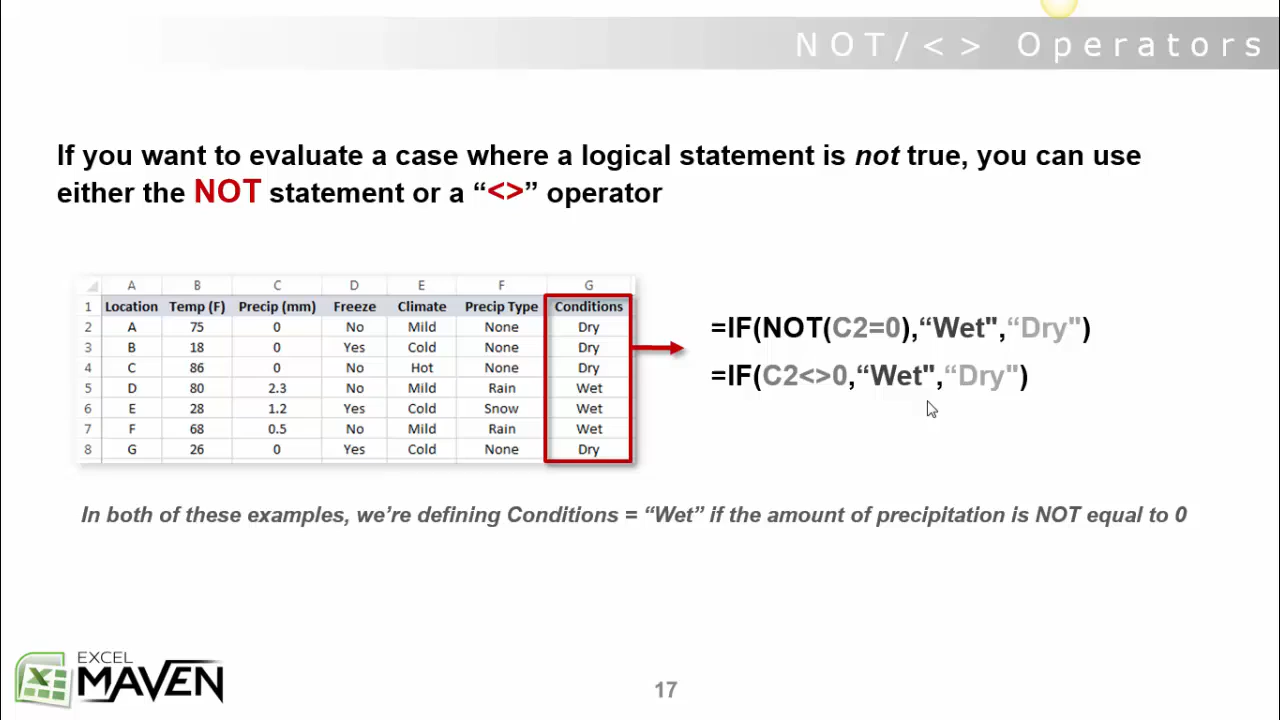 NOT/<> Operators
If you want to evaluate a case where a logical statement is not true, you can use
either the NOT statement or a “<>” operator
A B C D E F G
1 Location Temp (F) Precip (mm) Freeze Climate Precip Type Conditions
2 A 75 0 No Mild None Dry
3 B 18 0 Yes Cold None Dry
4 C 86 0 No Hot None Dry
5 D 80 2.3 No Mild Rain Wet
6 E 28 1.2 Yes Cold Snow Wet
7 F 68 0.5 No Mild Rain Wet
8 G 26 0 Yes Cold None Dry
=IF(NOT(C2=0),“Wet",“Dry")
=IF(C2<>0,“Wet",“Dry")
In both of these examples, we’re defining Conditions = “Wet” if the amount of precipitation is NOT equal to 0
EXCEL
MAVEN
17